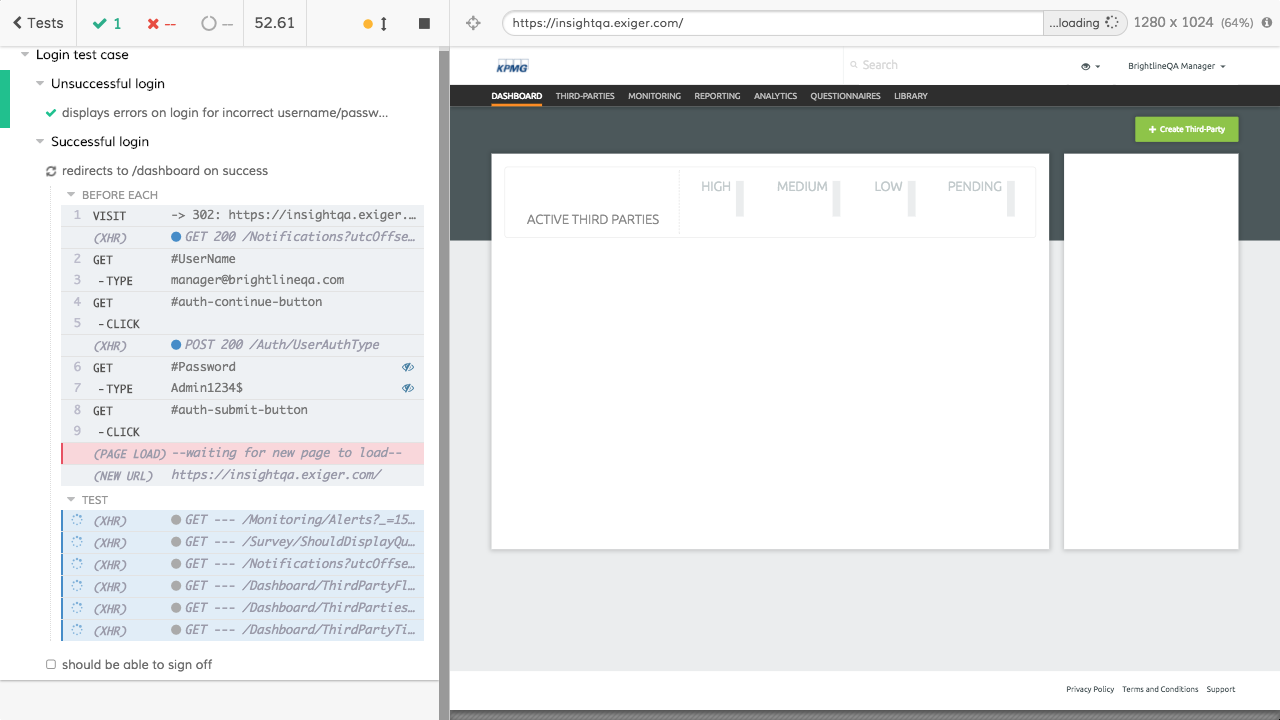 Tests 1 -- -- 52.61
Login test case
Unsuccessful login
displays errors on login for incorrect username/passw...
Successful login
redirects to /dashboard on success
BEFORE EACH
1 VISIT -> 302: https://insightqa.exiger....
(XHR) GET 200 /Notifications?utcOffse...
2 GET #UserName
3 -TYPE manager@brightlineqa.com
4 GET #auth-continue-button
5 -CLICK
(XHR) POST 200 /Auth/UserAuthType
6 GET #Password
7 -TYPE Admin1234$
8 GET #auth-submit-button
9 -CLICK
(PAGE LOAD) --waiting for new page to load--
(NEW URL) https://insightqa.exiger.com/
TEST
(XHR) GET --- /Monitoring/Alerts?_=15...
(XHR) GET --- /Survey/ShouldDisplayQu...
(XHR) GET --- /Notifications?utcOffse...
(XHR) GET --- /Dashboard/ThirdPartyFl...
(XHR) GET --- /Dashboard/ThirdParties...
(XHR) GET --- /Dashboard/ThirdPartyTi...
should be able to sign off
https://insightqa.exiger.com/ ...loading 1280 x 1024 (64%)
KPMG Search BrightlineQA Manager
DASHBOARD THIRD-PARTIES MONITORING REPORTING ANALYTICS QUESTIONNAIRES LIBRARY
+ Create Third-Party
HIGH MEDIUM LOW PENDING
ACTIVE THIRD PARTIES
Privacy Policy Terms and Conditions Support